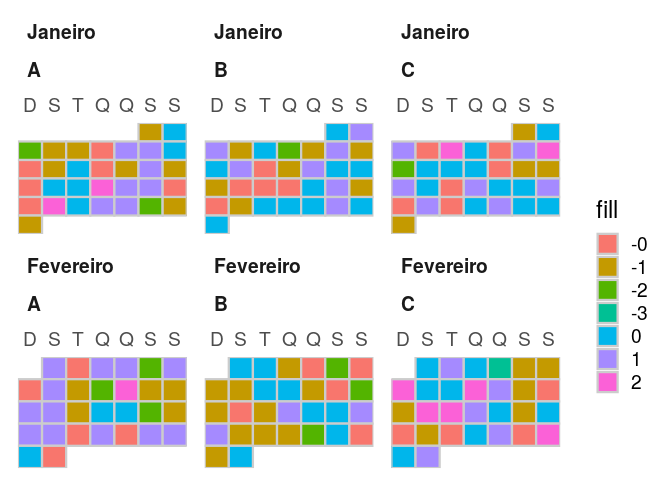 Janeiro Janeiro Janeiro
A B C
D S T Q Q S S D S T Q Q S S D S T Q Q S S
Fevereiro Fevereiro Fevereiro
A B C
D S T Q Q S S D S T Q Q S S D S T Q Q S S
fill
-0
-1
-2
-3
0
1
2